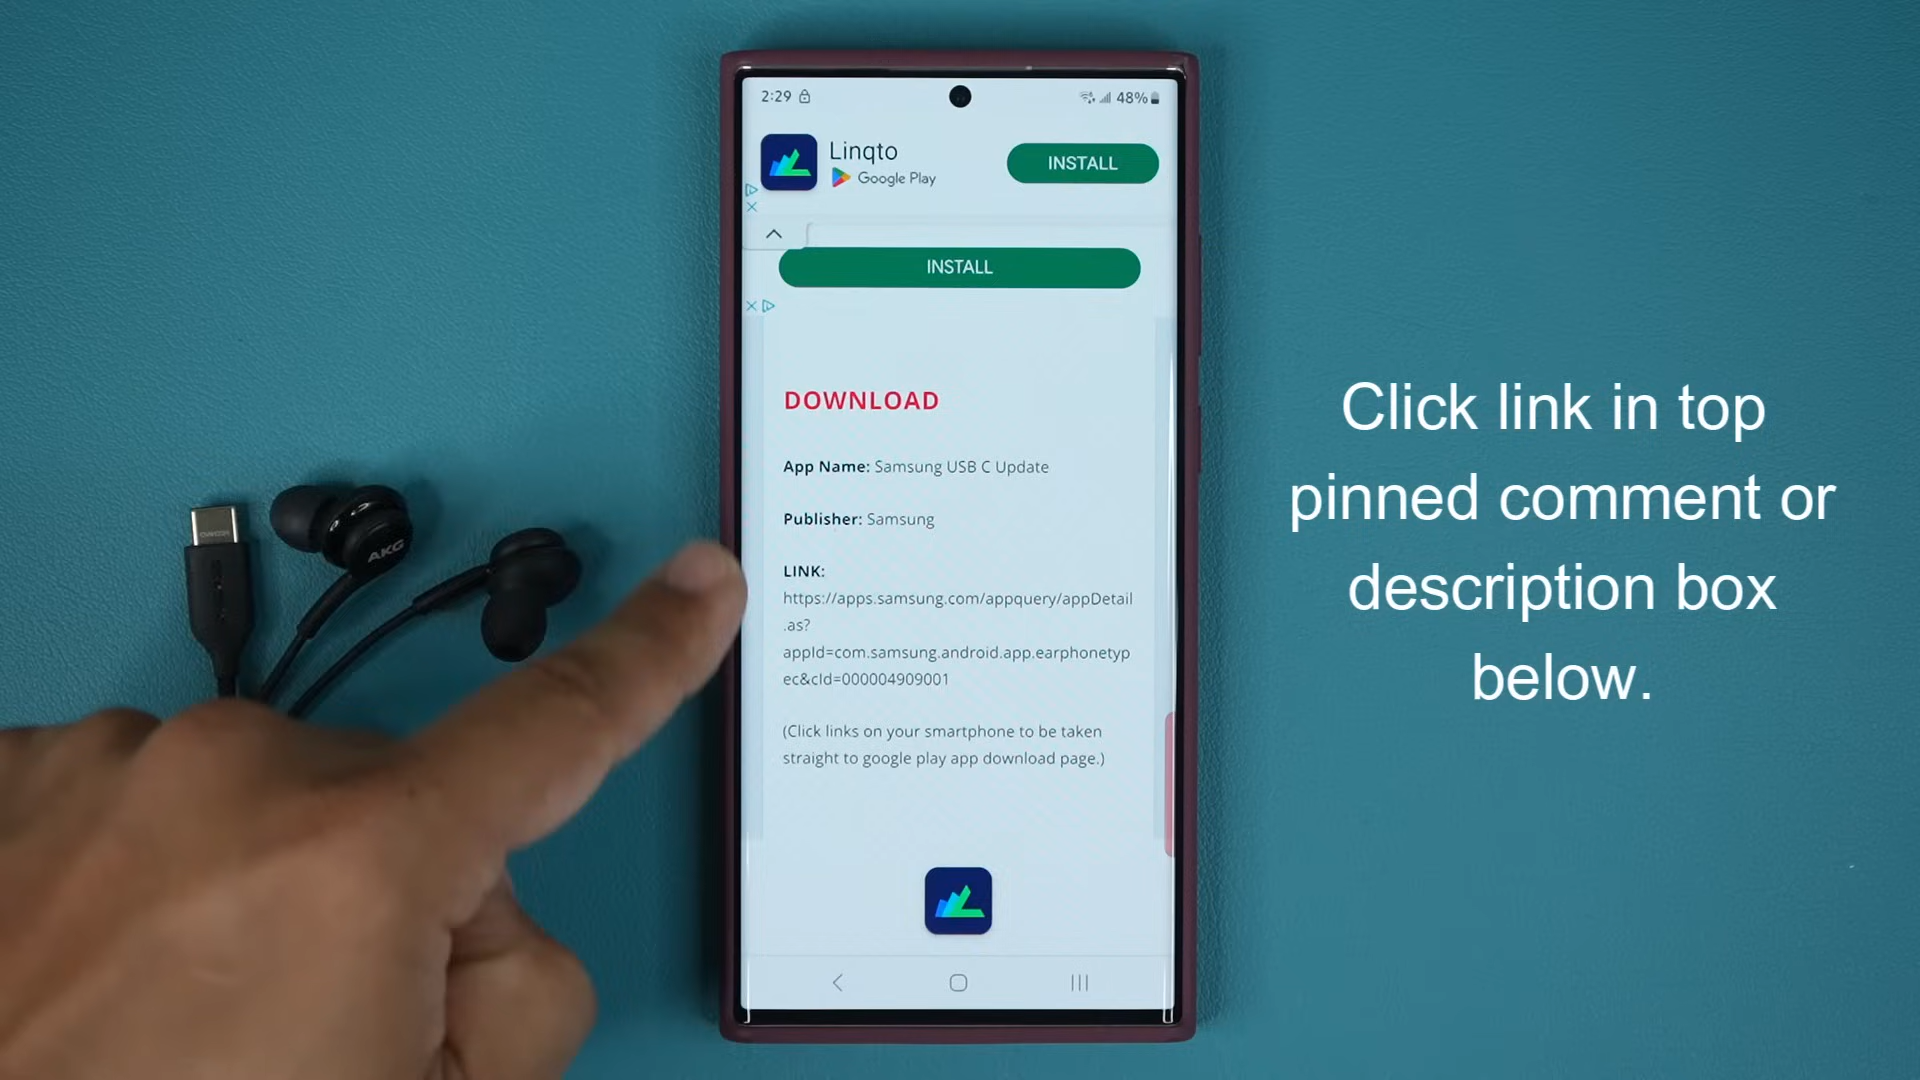 2:29
48%
Linqto
Google Play
INSTALL
INSTALL
DOWNLOAD
App Name: Samsung USB C Update
Publisher: Samsung
LINK:
https://apps.samsung.com/appquery/appDetail
.as?
appId=com.samsung.android.app.earphonetyp
ec&cId=000004909001
(Click links on your smartphone to be taken
straight to google play app download page.)
AKG
Click link in top
pinned comment or
description box
below.